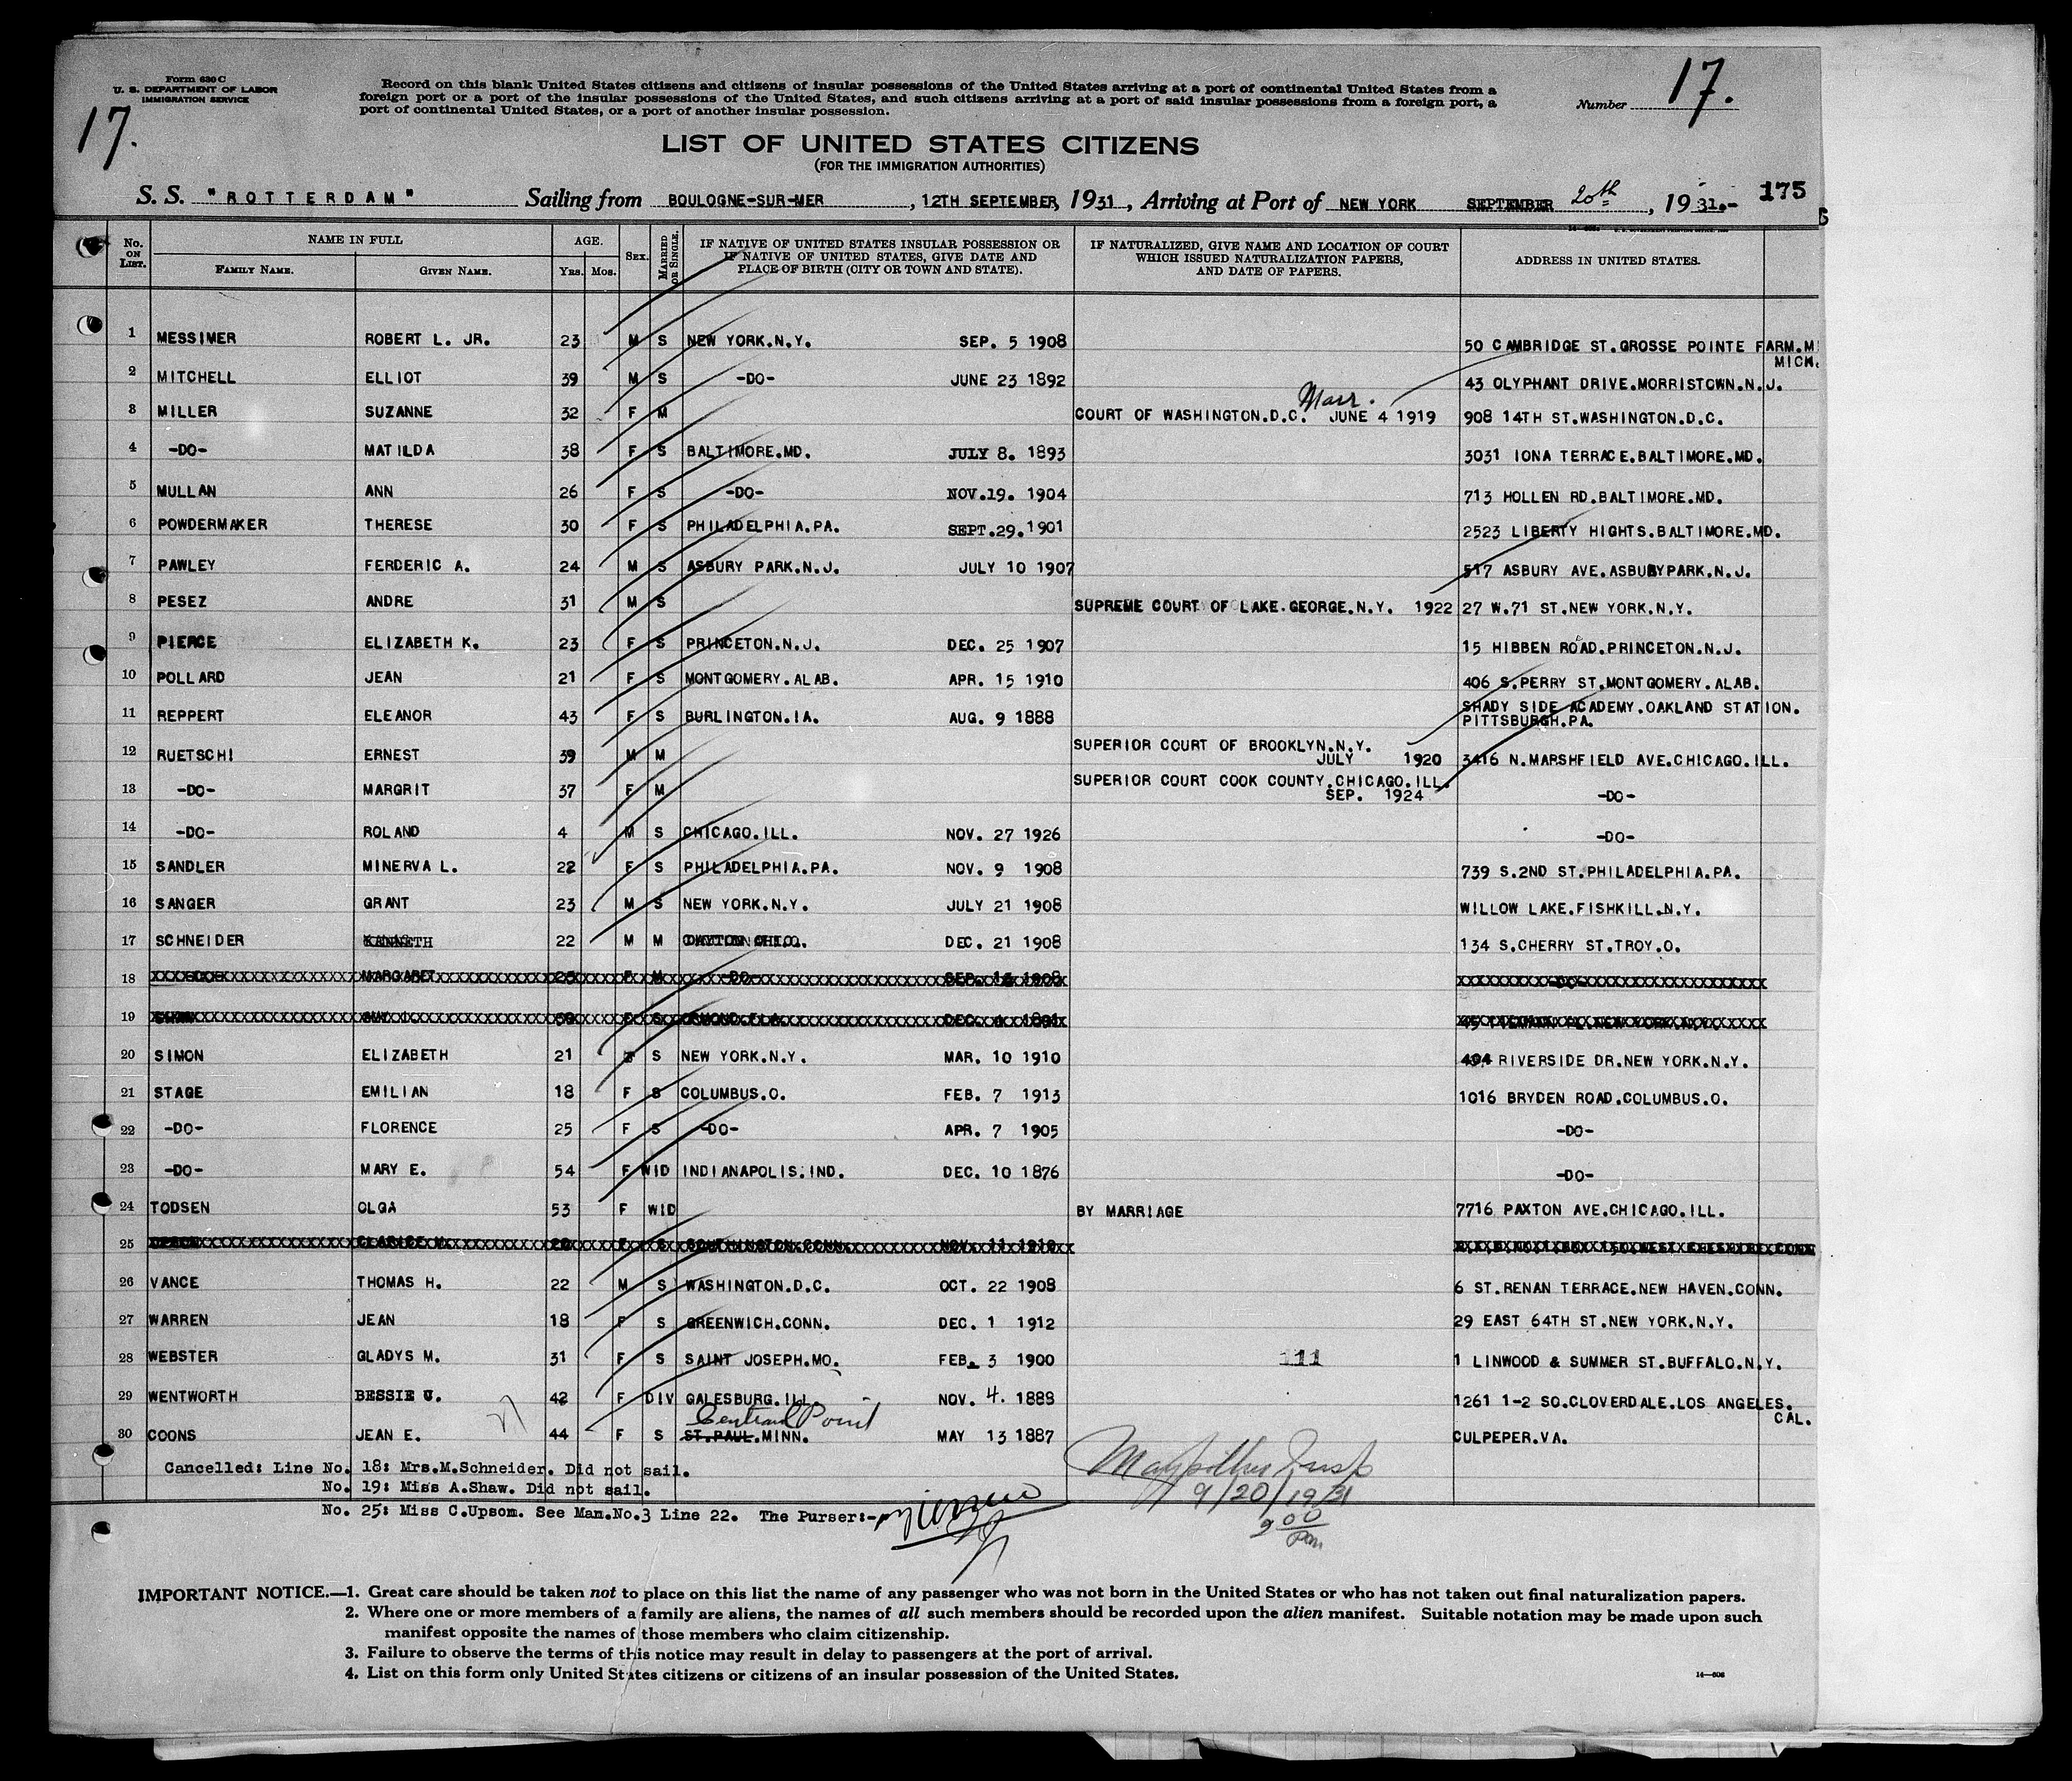 Form 630 C
U. S. DEPARTMENT OF LABOR
IMMIGRATION SERVICE
17.
Record on this blank United States citizens and citizens of insular possessions of the United States arriving at a port of continental United States from a
foreign port or a port of the insular possessions of the United States, and such citizens arriving at a port of said insular possessions from a foreign port, a
port of continental United States, or a port of another insular possession.
Number 17.
LIST OF UNITED STATES CITIZENS
(FOR THE IMMIGRATION AUTHORITIES)
S. S. "ROTTERDAM" Sailing from BOULOGNE-SUR-MER, 12TH SEPTEMBER, 1931, Arriving at Port of NEW YORK SEPTEMBER 20th, 1931.- 175
No. ON LIST. NAME IN FULL FAMILY NAME. GIVEN NAME. AGE. Yrs. Mos. SEX. MARRIED OR SINGLE. IF NATIVE OF UNITED STATES INSULAR POSSESSION OR IF NATIVE OF UNITED STATES, GIVE DATE AND PLACE OF BIRTH (CITY OR TOWN AND STATE). IF NATURALIZED, GIVE NAME AND LOCATION OF COURT WHICH ISSUED NATURALIZATION PAPERS, AND DATE OF PAPERS. ADDRESS IN UNITED STATES.
1 MESSIMER ROBERT L. JR. 23 M S NEW YORK.N.Y. SEP. 5 1908 50 CAMBRIDGE ST.GROSSE POINTE FARM.M
MICH.
2 MITCHELL ELLIOT 39 M S -DO- JUNE 23 1892 43 OLYPHANT DRIVE.MORRISTOWN.N.J.
3 MILLER SUZANNE 32 F M COURT OF WASHINGTON.D.C. Marr. JUNE 4 1919 908 14TH ST.WASHINGTON.D.C.
4 -DO- MATILDA 38 F S BALTIMORE.MD. JULY 8. 1893 3031 IONA TERRACE.BALTIMORE.MD.
5 MULLAN ANN 26 F S -DO- NOV.19. 1904 713 HOLLEN RD.BALTIMORE.MD.
6 POWDERMAKER THERESE 30 F S PHILADELPHIA.PA. SEPT.29.1901 2523 LIBERTY HIGHTS.BALTIMORE.MD.
7 PAWLEY FERDERIC A. 24 M S ASBURY PARK.N.J. JULY 10 1907 517 ASBURY AVE.ASBURYPARK.N.J.
8 PESEZ ANDRE 31 M S SUPREME COURT OF LAKE.GEORGE.N.Y. 1922 27 W.71 ST.NEW YORK.N.Y.
9 PIERCE ELIZABETH K. 23 F S PRINCETON.N.J. DEC. 25 1907 15 HIBBEN ROAD.PRINCETON.N.J.
10 POLLARD JEAN 21 F S MONTGOMERY.ALAB. APR. 15 1910 406 S.PERRY ST.MONTGOMERY.ALAB.
11 REPPERT ELEANOR 43 F S BURLINGTON.IA. AUG. 9 1888 SHADY SIDE ACADEMY.OAKLAND STATION.
PITTSBURGH.PA.
12 RUETSCHI ERNEST 39 M M SUPERIOR COURT OF BROOKLYN.N.Y.
JULY 1920 3416 N.MARSHFIELD AVE.CHICAGO.ILL.
13 -DO- MARGRIT 37 F M SUPERIOR COURT COOK COUNTY.CHICAGO.ILL.
SEP. 1924 -DO-
14 -DO- ROLAND 4 M S CHICAGO.ILL. NOV. 27 1926 -DO-
15 SANDLER MINERVA L. 22 F S PHILADELPHIA.PA. NOV. 9 1908 739 S.2ND ST.PHILADELPHIA.PA.
16 SANGER GRANT 23 M S NEW YORK.N.Y. JULY 21 1908 WILLOW LAKE.FISHKILL.N.Y.
17 SCHNEIDER KENNETH 22 M M DEC. 21 1908 134 S.CHERRY ST.TROY.O.
18 MARGARET F M -DO- SEP. 1908 -DO-
19 F S DEC. 1891
20 SIMON ELIZABETH 21 F S NEW YORK.N.Y. MAR. 10 1910 404 RIVERSIDE DR.NEW YORK.N.Y.
21 STAGE EMILIAN 18 F S COLUMBUS.O. FEB. 7 1913 1016 BRYDEN ROAD.COLUMBUS.O.
22 -DO- FLORENCE 25 F S -DO- APR. 7 1905 -DO-
23 -DO- MARY E. 54 F WID INDIANAPOLIS.IND. DEC. 10 1876 -DO-
24 TODSEN OLGA 53 F WID BY MARRIAGE 7716 PAXTON AVE.CHICAGO.ILL.
25 F S SOUTHINGTON.CONN. NOV. 11 1910
26 VANCE THOMAS H. 22 M S WASHINGTON.D.C. OCT. 22 1908 6 ST.RENAN TERRACE.NEW HAVEN.CONN.
27 WARREN JEAN 18 F S GREENWICH.CONN. DEC. 1 1912 29 EAST 64TH ST.NEW YORK.N.Y.
28 WEBSTER GLADYS M. 31 F S SAINT JOSEPH.MO. FEB. 3 1900 111 1 LINWOOD & SUMMER ST.BUFFALO.N.Y.
29 WENTWORTH BESSIE U. 42 F DIV GALESBURG.ILL. NOV. 4. 1888 1261 1-2 SO.CLOVERDALE.LOS ANGELES.
CAL.
Central Point
30 COONS JEAN E. 44 F S ST.PAUL.MINN. MAY 13 1887 CULPEPER.VA.
Cancelled: Line No. 18: Mrs.M.Schneider. Did not sail.
No. 19: Miss A.Shaw. Did not sail.
No. 25: Miss C.Upsom. See Man.No.3 Line 22. The Purser:-
9/20/1931
9 00
pm
IMPORTANT NOTICE.—1. Great care should be taken not to place on this list the name of any passenger who was not born in the United States or who has not taken out final naturalization papers.
2. Where one or more members of a family are aliens, the names of all such members should be recorded upon the alien manifest. Suitable notation may be made upon such
manifest opposite the names of those members who claim citizenship.
3. Failure to observe the terms of this notice may result in delay to passengers at the port of arrival.
4. List on this form only United States citizens or citizens of an insular possession of the United States.
14—608